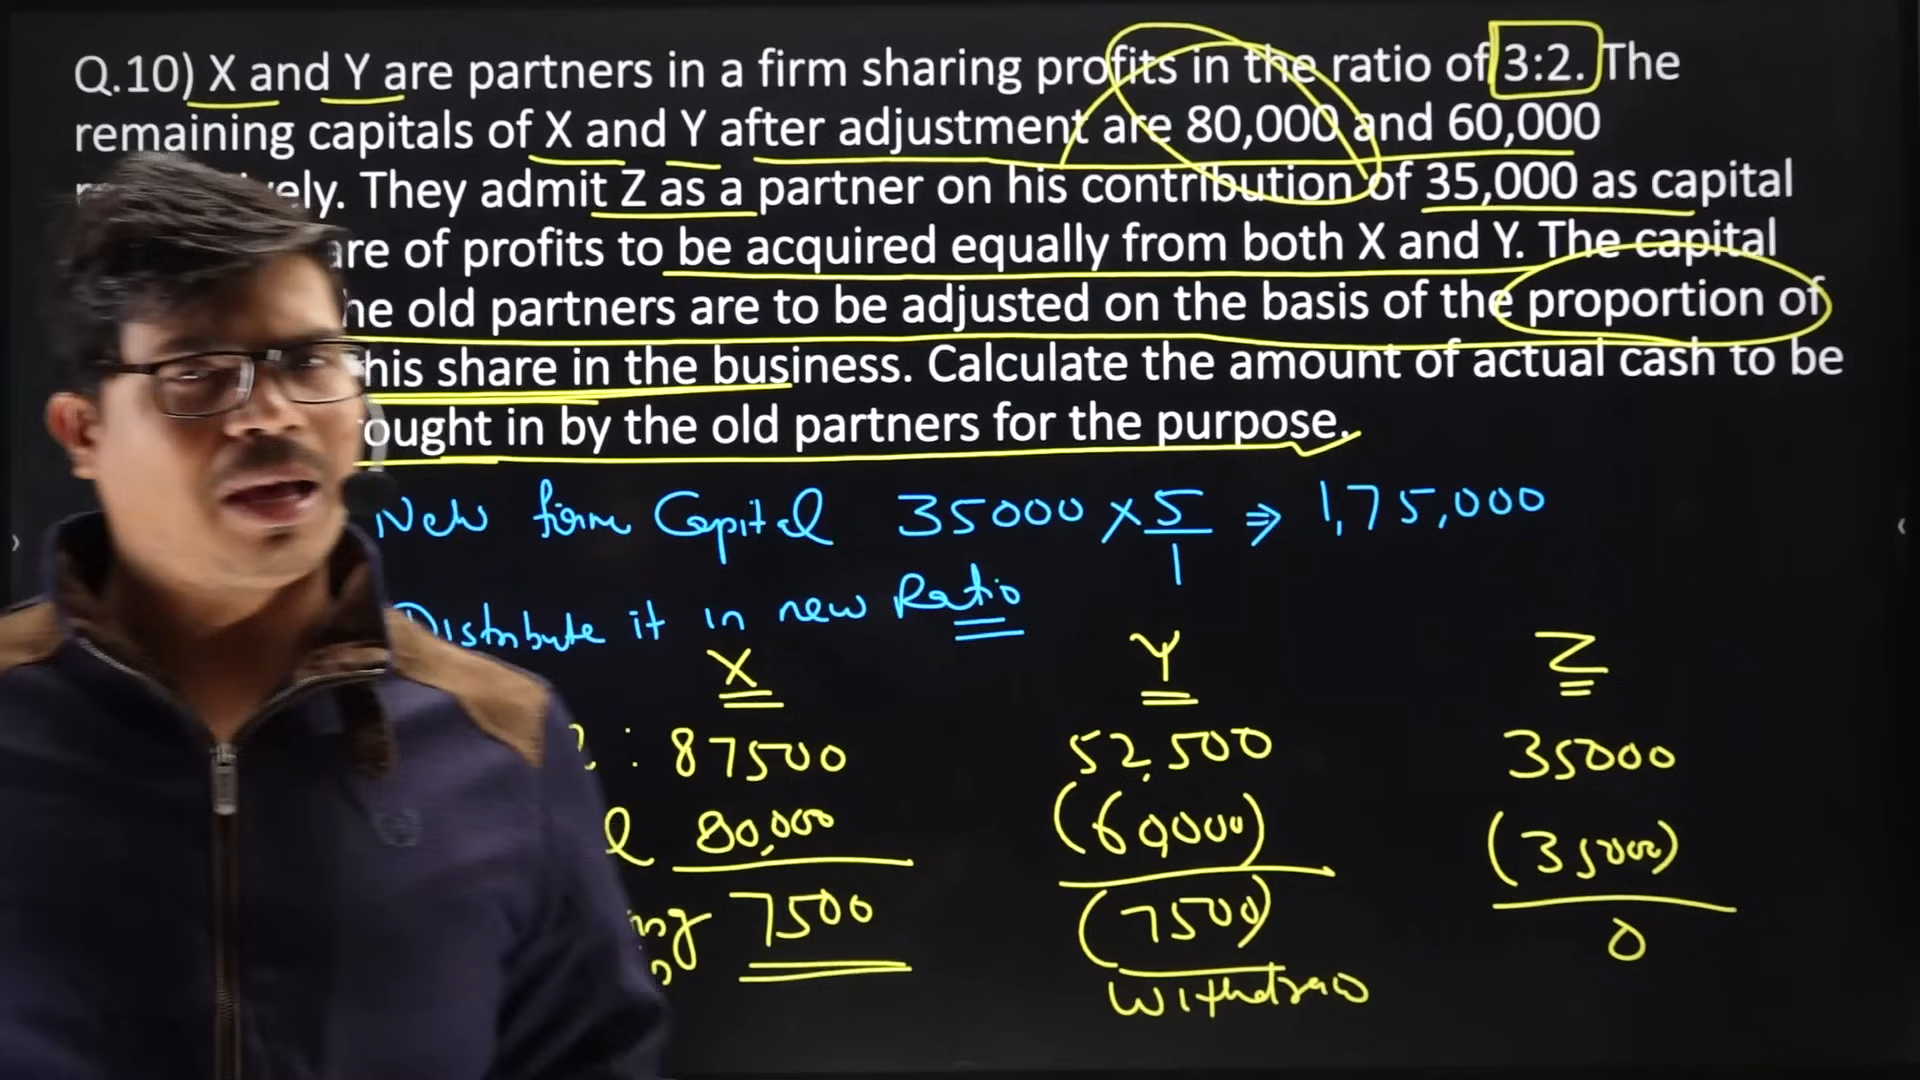 Q.10) X and Y are partners in a firm sharing profits in the ratio of 3:2. The
remaining capitals of X and Y after adjustment are 80,000 and 60,000
ely. They admit Z as a partner on his contribution of 35,000 as capital
are of profits to be acquired equally from both X and Y. The capital
he old partners are to be adjusted on the basis of the proportion of
his share in the business. Calculate the amount of actual cash to be
ought in by the old partners for the purpose.
New firm Capital 35000 × 5/1 ⇒ 1,75,000
Distribute it in new Ratio
X Y Z
: 87500 52,500 35000
l 80,000 (60000) (35000)
ing 7500 (7500) 0
Withdraw